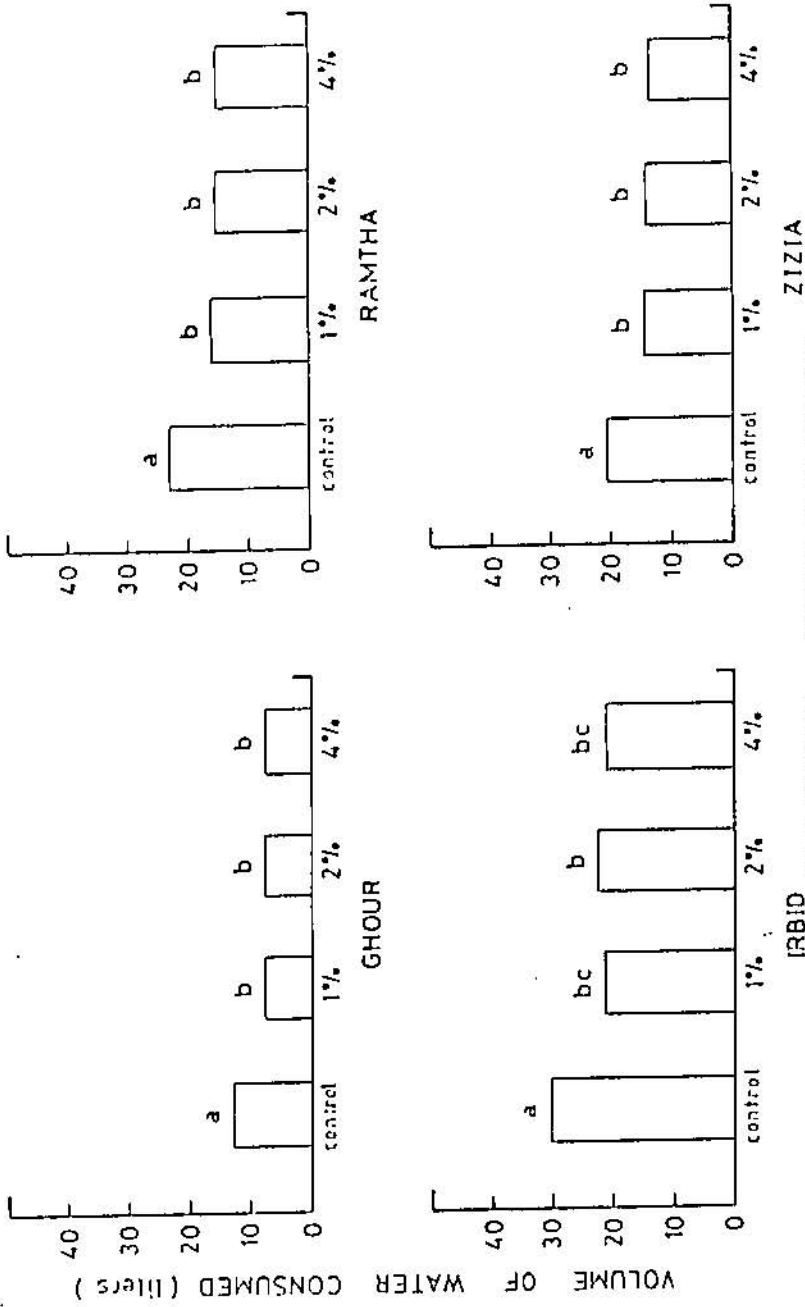 VOLUME OF WATER CONSUMED (liters)
40
30
20
10
0
a
b
b
b
control
1%
2%
4%
GHOUR
40
30
20
10
0
a
b
b
b
control
1%
2%
4%
RAMTHA
40
30
20
10
0
a
bc
b
bc
control
1%
2%
4%
IRBID
40
30
20
10
0
a
b
b
b
control
1%
2%
4%
ZIZIA